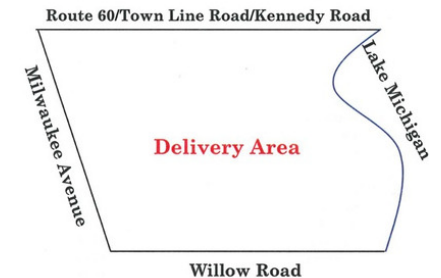 Route 60/Town Line Road/Kennedy Road
Lake Michigan
Milwaukee Avenue
Delivery Area
Willow Road